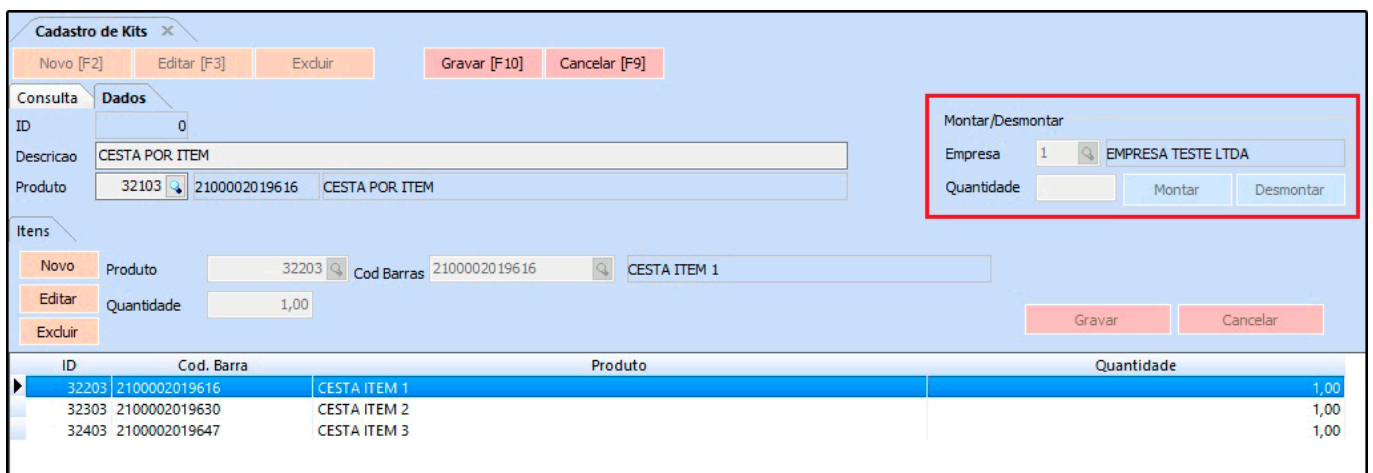 Cadastro de Kits
Novo [F2] Editar [F3] Excluir Gravar [F10] Cancelar [F9]
Consulta Dados
ID 0
Descricao CESTA POR ITEM
Produto 32103 2100002019616 CESTA POR ITEM
Montar/Desmontar
Empresa 1 EMPRESA TESTE LTDA
Quantidade Montar Desmontar
Itens
Novo Produto 32203 Cod Barras 2100002019616 CESTA ITEM 1
Editar Quantidade 1,00
Excluir Gravar Cancelar
ID Cod. Barra Produto Quantidade
32203 2100002019616 CESTA ITEM 1 1,00
32303 2100002019630 CESTA ITEM 2 1,00
32403 2100002019647 CESTA ITEM 3 1,00